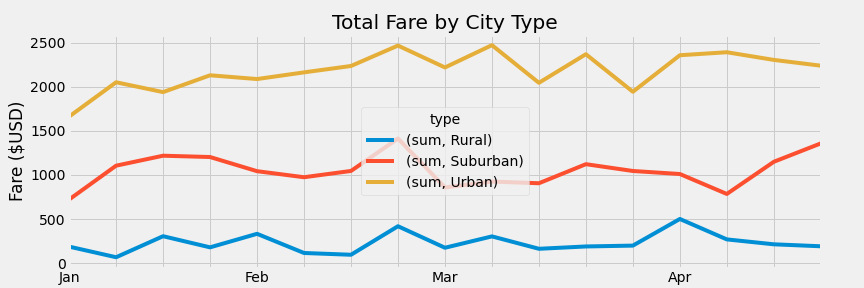 Total Fare by City Type
Fare ($USD)
2500
2000
1500
1000
500
0
type
(sum, Rural)
(sum, Suburban)
(sum, Urban)
Jan Feb Mar Apr